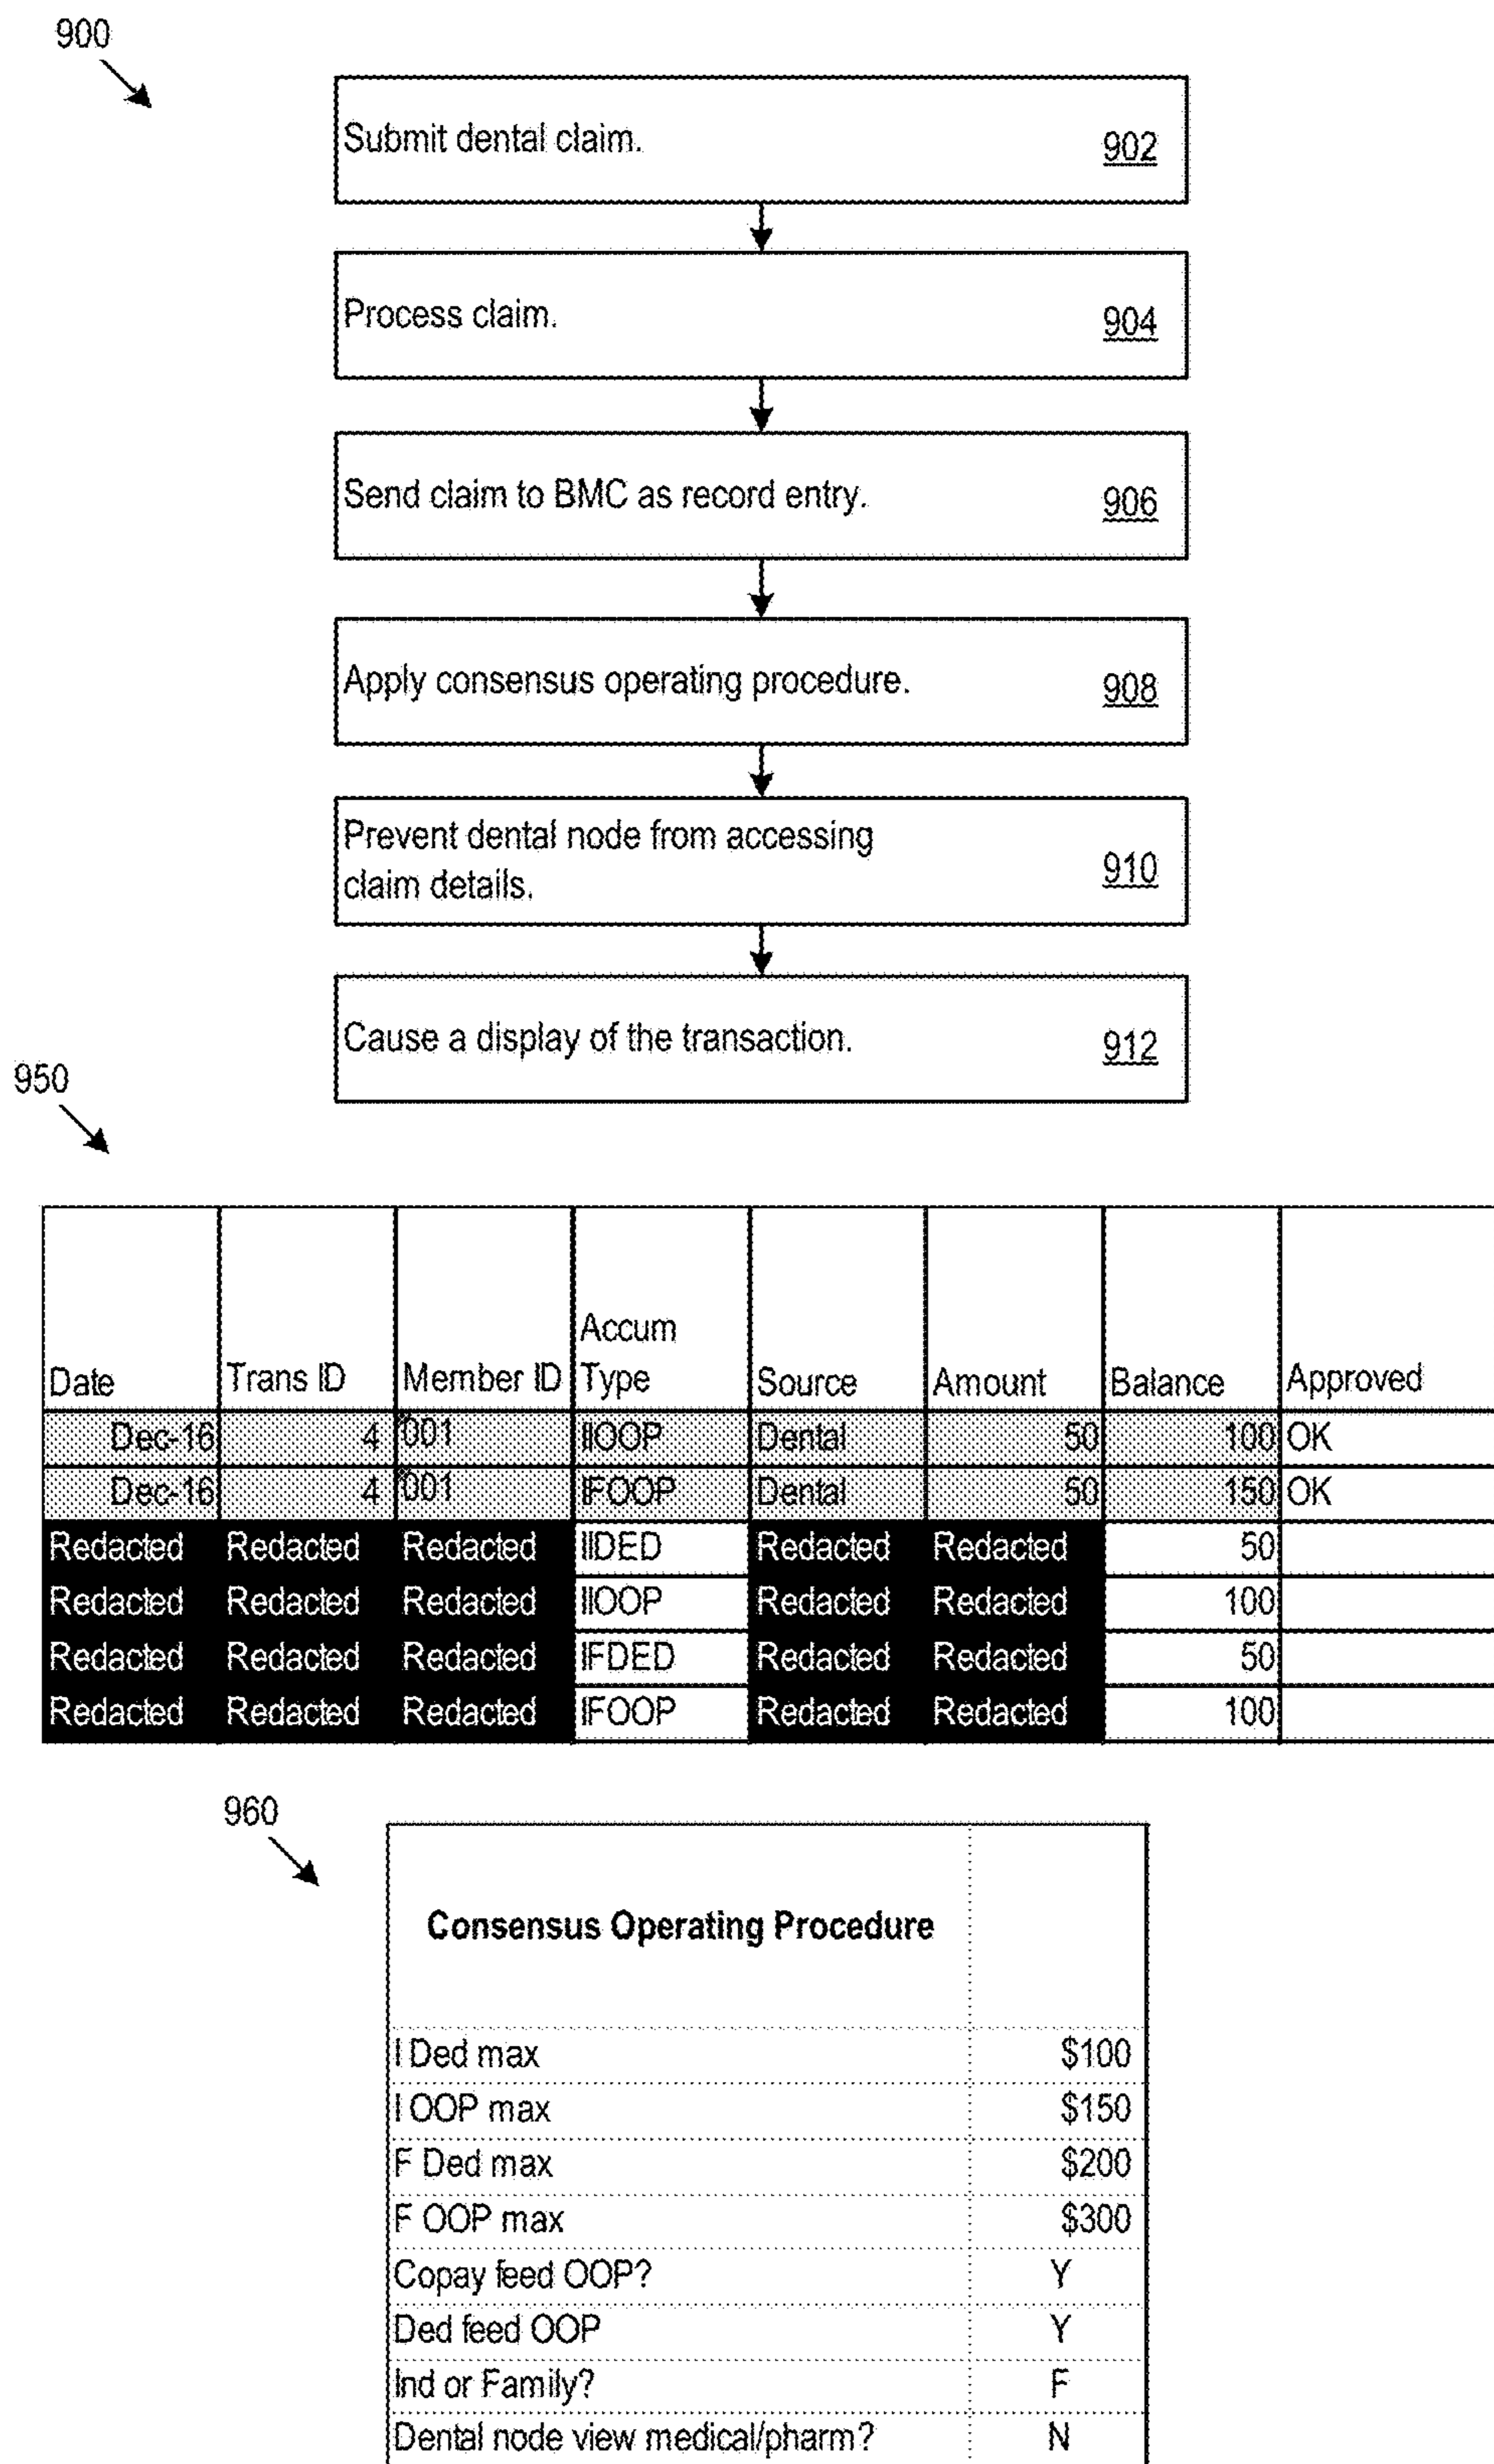 900
Submit dental claim. 902
Process claim. 904
Send claim to BMC as record entry. 906
Apply consensus operating procedure. 908
Prevent dental node from accessing
claim details. 910
Cause a display of the transaction. 912
950
Date Trans ID Member ID Accum Type Source Amount Balance Approved
Dec-16 4 001 IIOOP Dental 50 100 OK
Dec-16 4 001 IFOOP Dental 50 150 OK
Redacted Redacted Redacted IIDED Redacted Redacted 50
Redacted Redacted Redacted IIOOP Redacted Redacted 100
Redacted Redacted Redacted IFDED Redacted Redacted 50
Redacted Redacted Redacted IFOOP Redacted Redacted 100
960
Consensus Operating Procedure
I Ded max $100
I OOP max $150
F Ded max $200
F OOP max $300
Copay feed OOP? Y
Ded feed OOP Y
Ind or Family? F
Dental node view medical/pharm? N